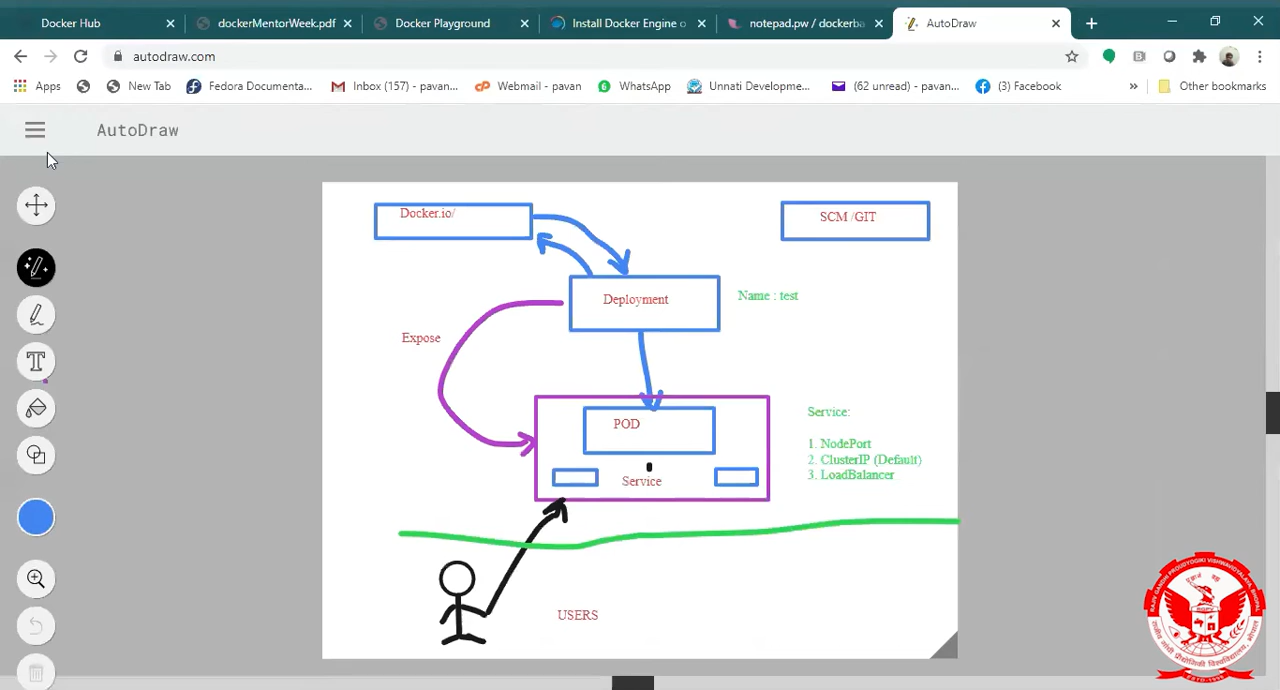 Docker Hub
dockerMentorWeek.pdf
Docker Playground
Install Docker Engine o
notepad.pw / dockerba
AutoDraw
autodraw.com
Apps
New Tab
Fedora Documenta...
Inbox (157) - pavan...
Webmail - pavan
WhatsApp
Unnati Developme...
(62 unread) - pavan...
(3) Facebook
»
Other bookmarks
AutoDraw
Docker.io/
SCM /GIT
Deployment
Name : test
Expose
POD
Service
Service:
1. NodePort
2. ClusterIP (Default)
3. LoadBalancer
USERS